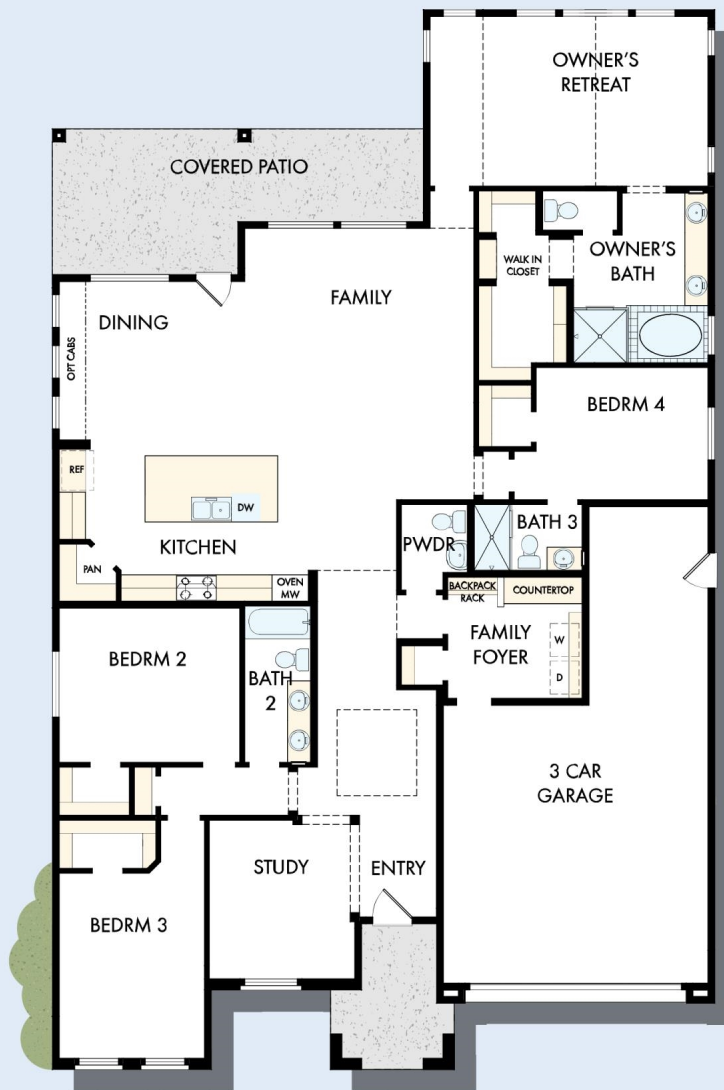 OWNER'S
RETREAT
COVERED PATIO
WALK IN
CLOSET
OWNER'S
BATH
FAMILY
DINING
OPT CABS
BEDRM 4
REF
DW
KITCHEN
PAN
OVEN
MW
PWDR
BATH 3
BACKPACK
RACK
COUNTERTOP
FAMILY
FOYER
W
D
BEDRM 2
BATH
2
3 CAR
GARAGE
STUDY
ENTRY
BEDRM 3